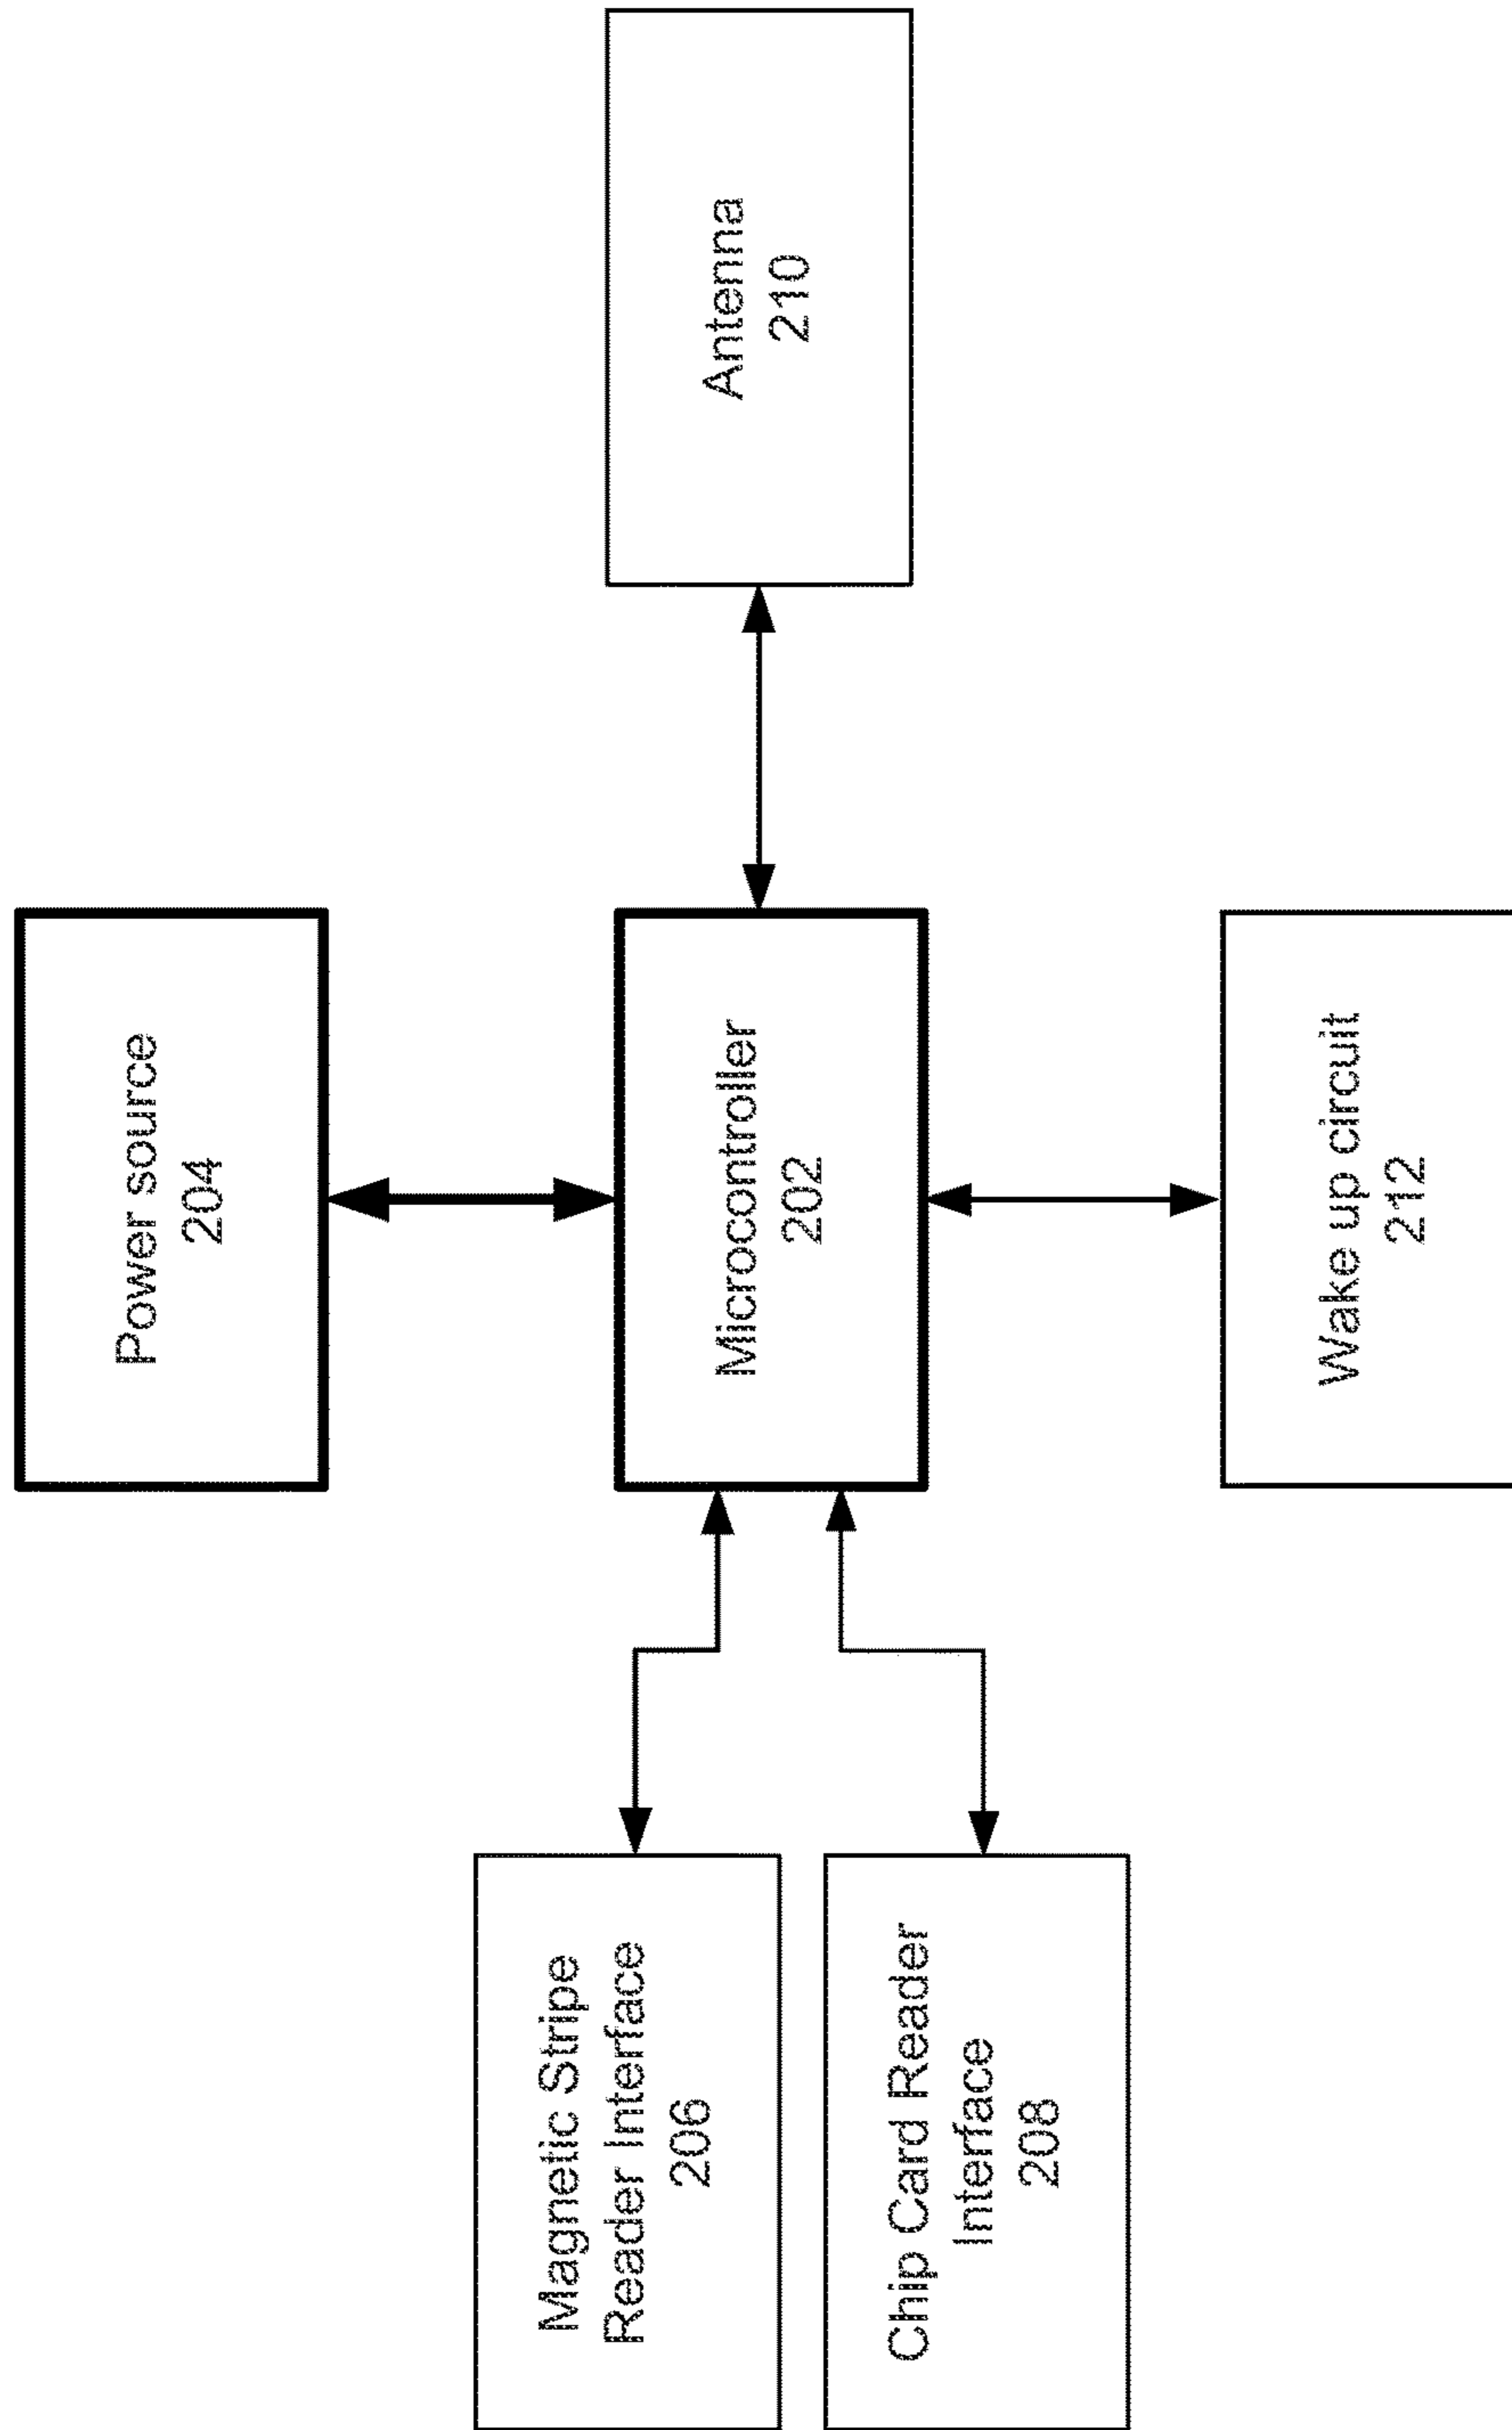 Power source
204
Magnetic Stripe
Reader Interface
206
Microcontroller
202
Antenna
210
Chip Card Reader
Interface
208
Wake up circuit
212